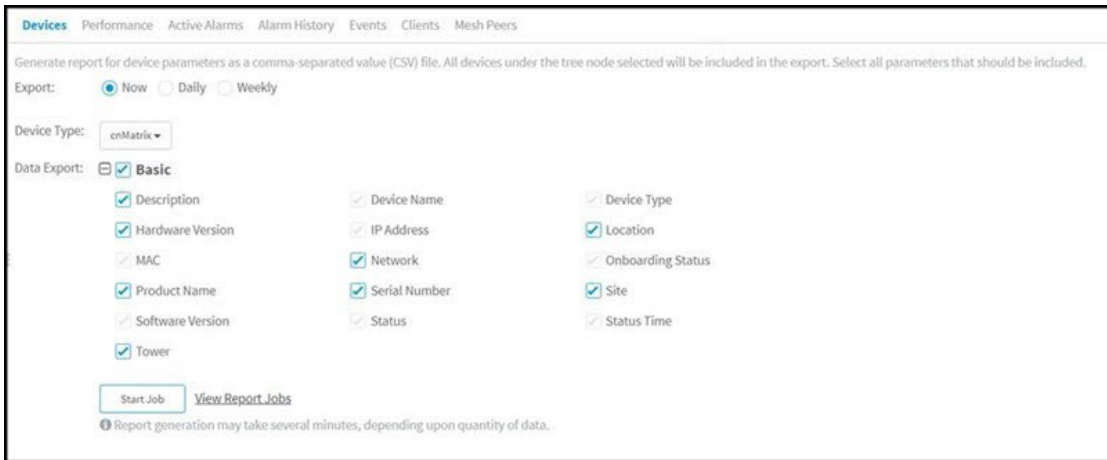 Devices Performance Active Alarms Alarm History Events Clients Mesh Peers
Generate report for device parameters as a comma-separated value (CSV) file. All devices under the tree node selected will be included in the export. Select all parameters that should be included.
Export: Now Daily Weekly
Device Type: cnMatrix
Data Export: Basic
Description Device Name Device Type
Hardware Version IP Address Location
MAC Network Onboarding Status
Product Name Serial Number Site
Software Version Status Status Time
Tower
Start Job View Report Jobs
Report generation may take several minutes, depending upon quantity of data.